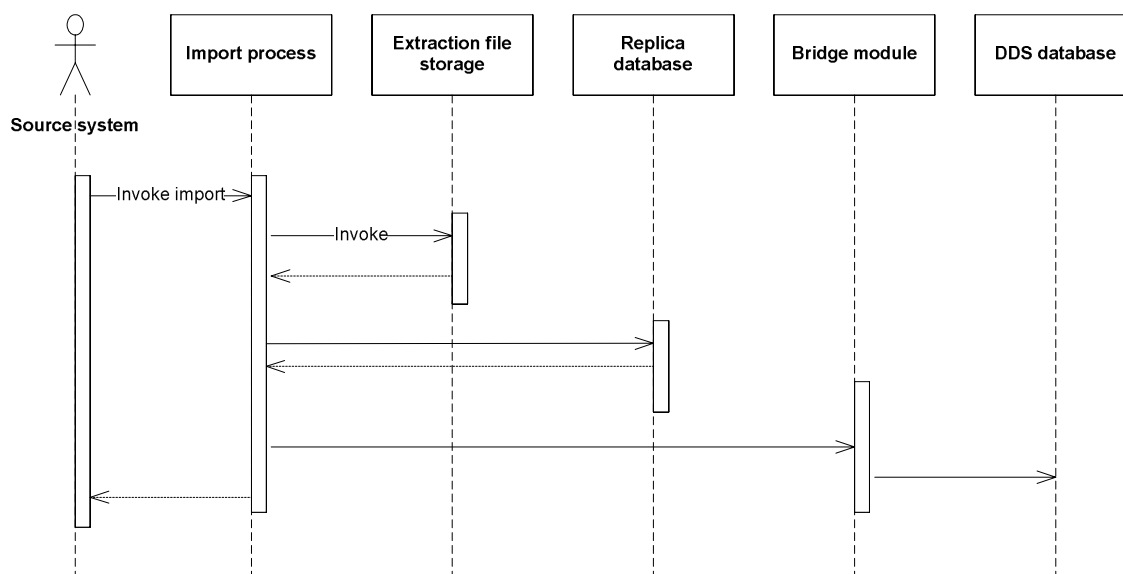 Import process
Extraction file
storage
Replica
database
Bridge module
DDS database
Source system
Invoke import
Invoke